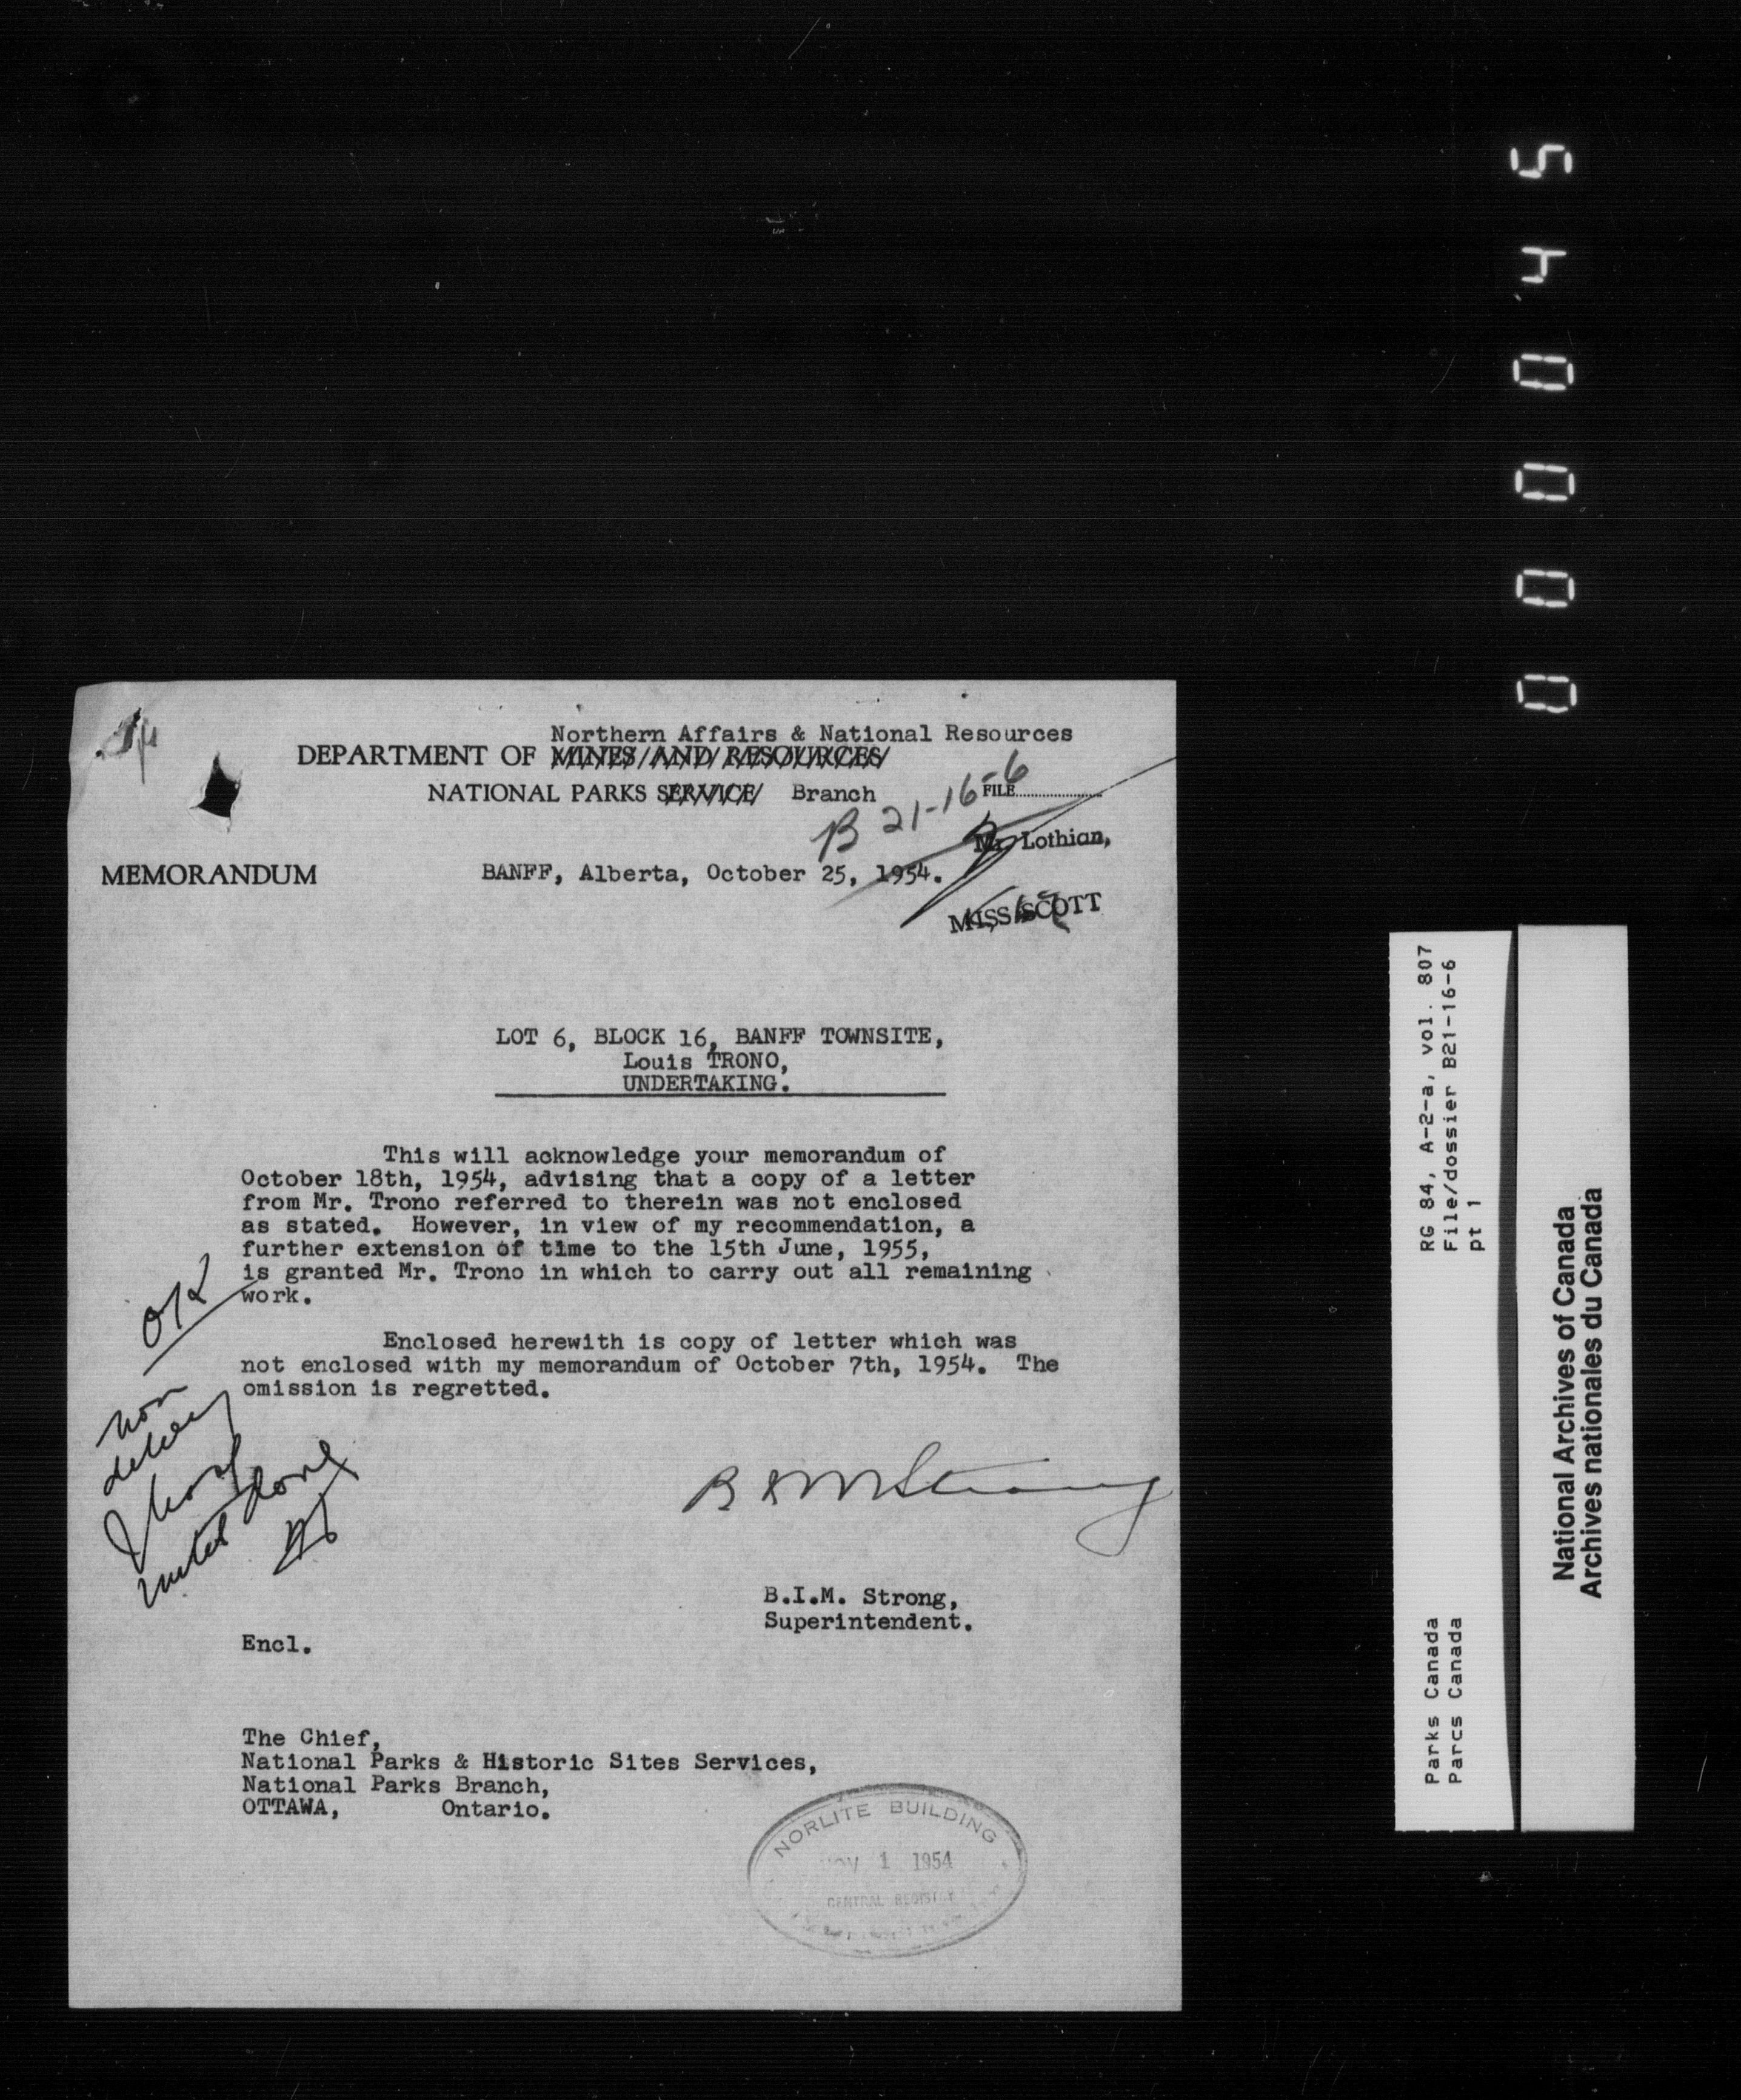 Northern Affairs & National Resources
DEPARTMENT OF MINES AND RESOURCES
NATIONAL PARKS SERVICE Branch
B 21-16-6
FILE
Mr. Lothian,
MEMORANDUM
BANFF, Alberta, October 25, 1954.
MISS SCOTT
LOT 6, BLOCK 16, BANFF TOWNSITE,
Louis TRONO,
UNDERTAKING.
This will acknowledge your memorandum of
October 18th, 1954, advising that a copy of a letter
from Mr. Trono referred to therein was not enclosed
as stated. However, in view of my recommendation, a
further extension of time to the 15th June, 1955,
is granted Mr. Trono in which to carry out all remaining
work.
OK
Enclosed herewith is copy of letter which was
not enclosed with my memorandum of October 7th, 1954. The
omission is regretted.
B.I.M. Strong,
Superintendent.
Encl.
The Chief,
National Parks & Historic Sites Services,
National Parks Branch,
OTTAWA, Ontario.
NORLITE BUILDING
NOV 1 1954
CENTRAL REGISTRY
000045
RG 84, A-2-a, vol. 807
File/dossier B21-16-6
pt 1
Parks Canada
Parcs Canada
National Archives of Canada
Archives nationales du Canada